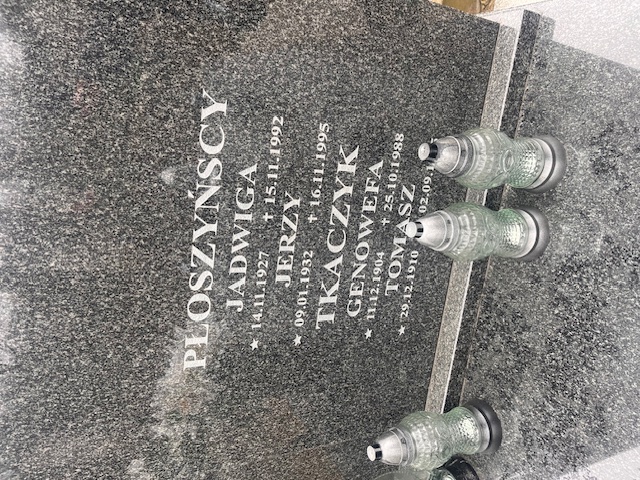 PŁOSZYŃSCY
JADWIGA
★ 14.11.1927 ✝ 15.11.1992
JERZY
★ 09.01.1932 ✝ 16.11.1995
TKACZYK
GENOWEFA
★ 11.12.1904 ✝ 25.10.1988
TOMASZ
★ 29.12.1910 02.09.1